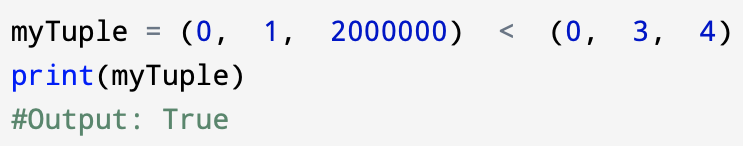 myTuple = (0, 1, 2000000) < (0, 3, 4)
print(myTuple)
#Output: True